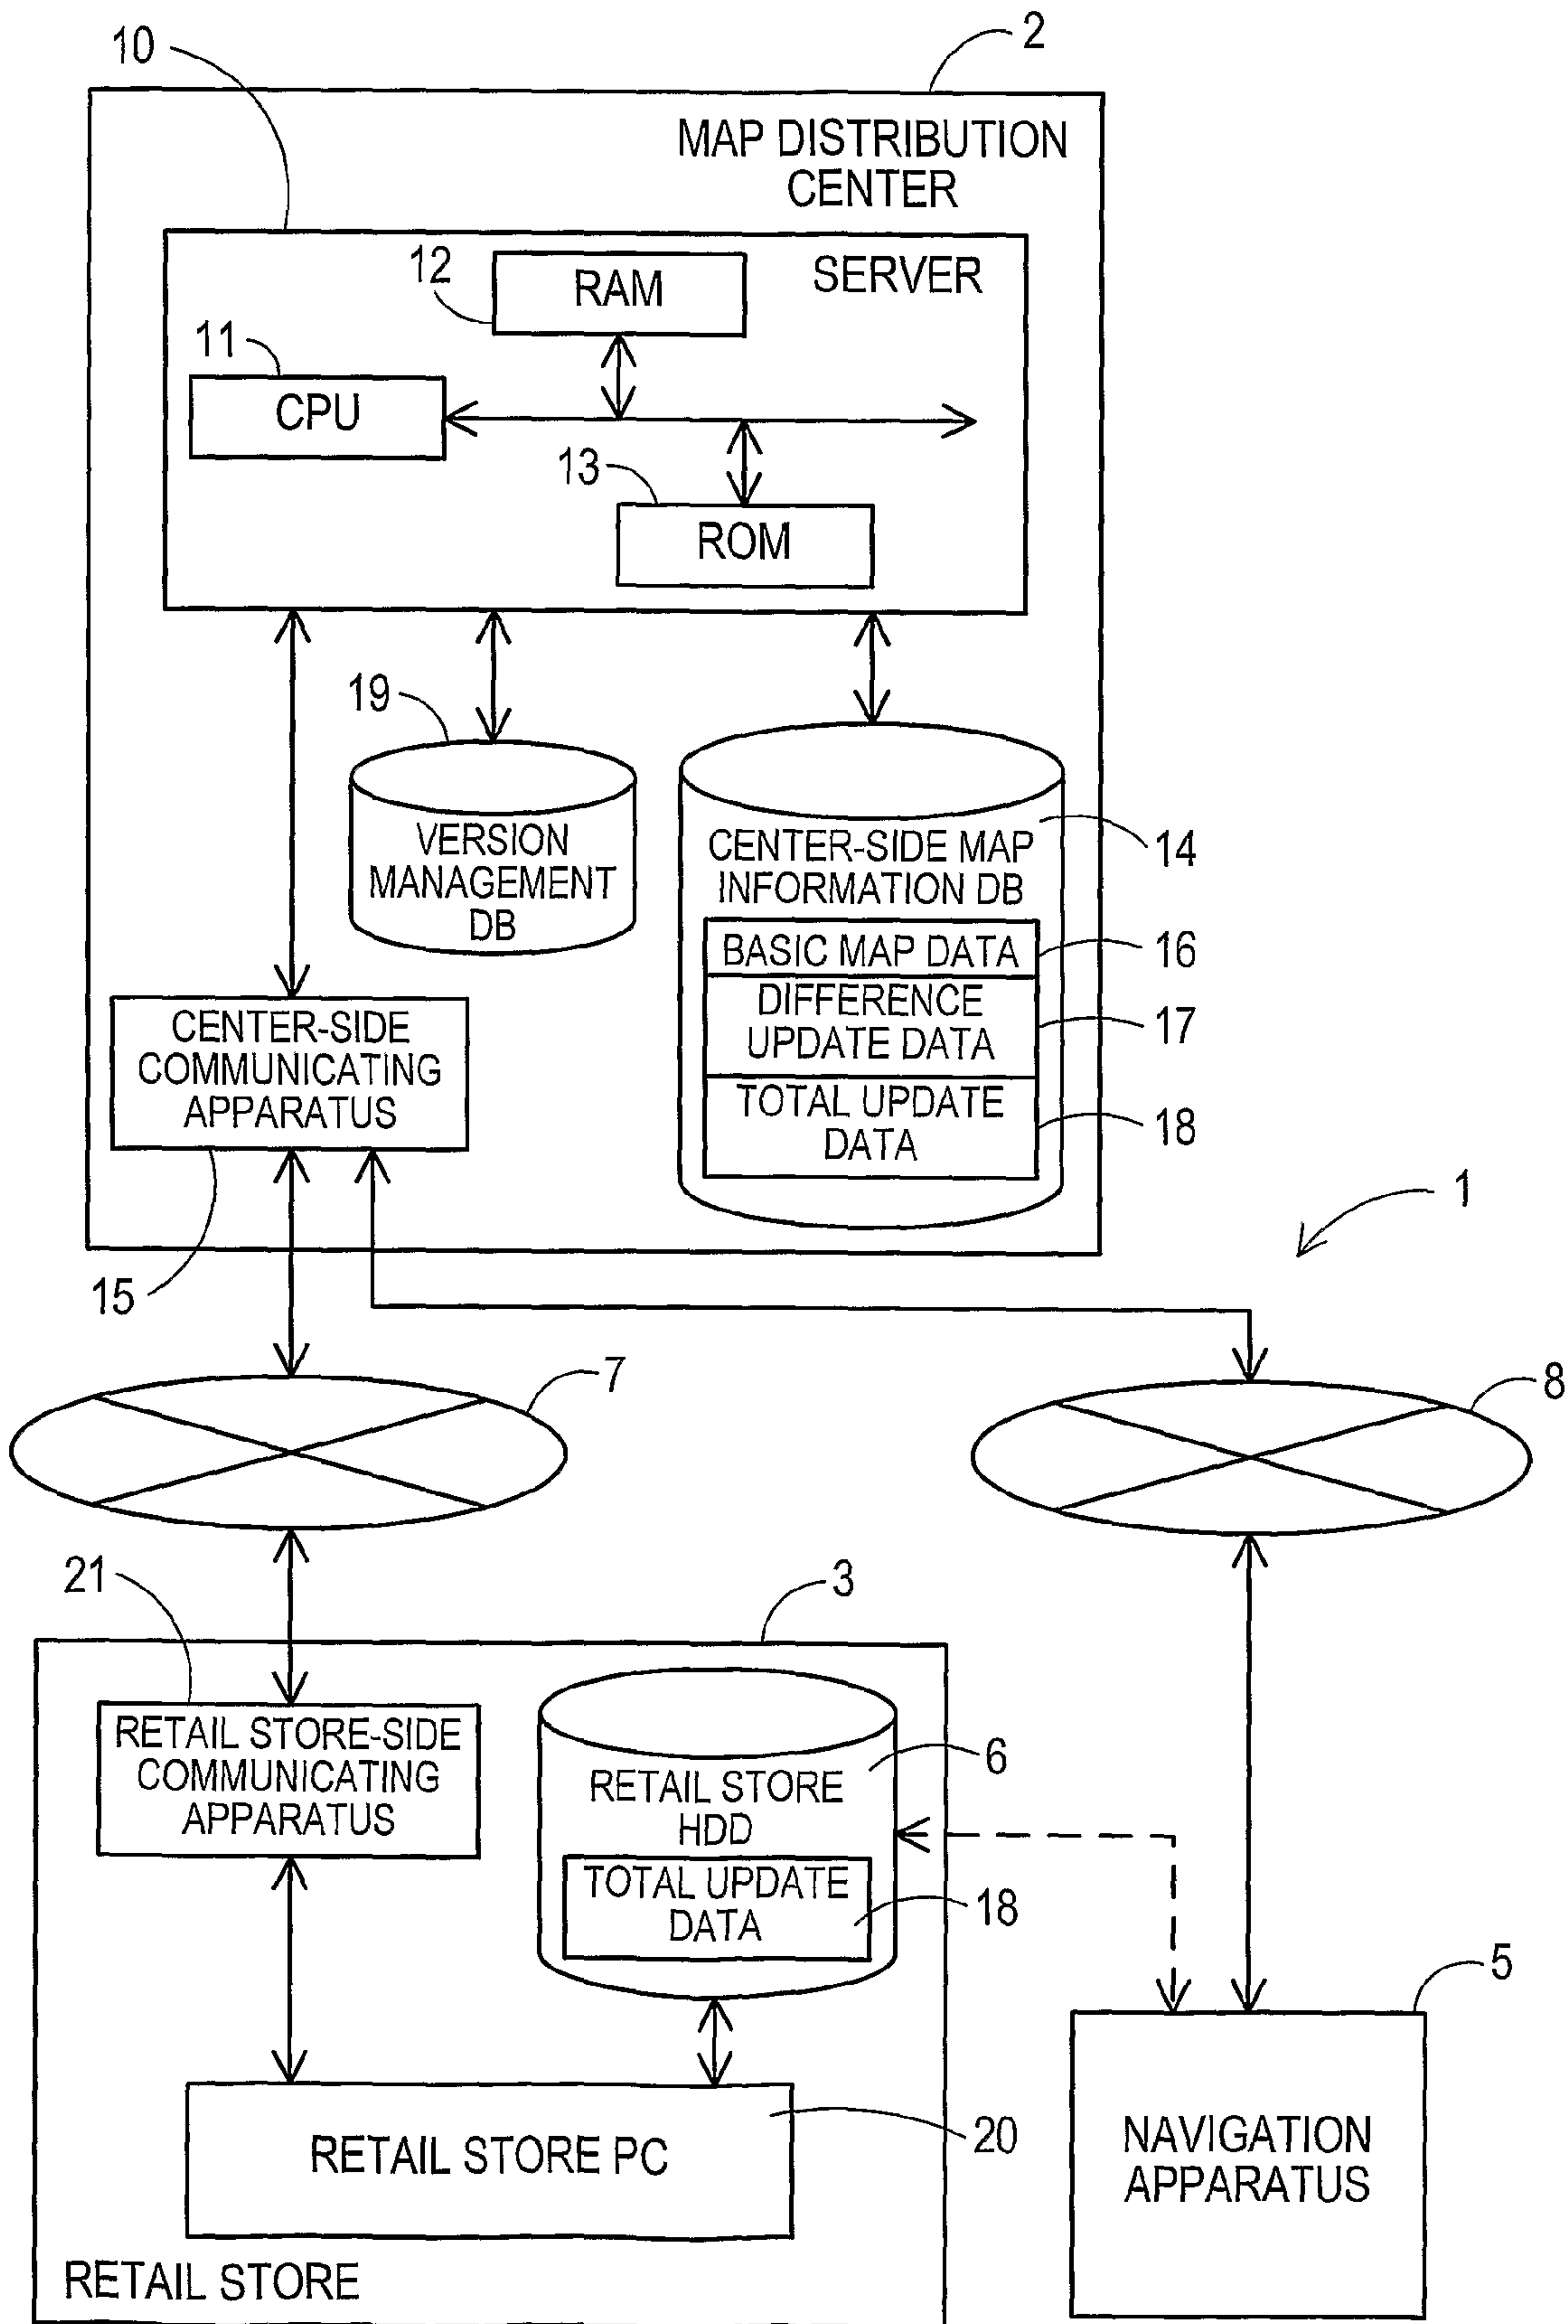 10
2
MAP DISTRIBUTION
CENTER
12
RAM
SERVER
11
CPU
13
ROM
19
VERSION
MANAGEMENT
DB
CENTER-SIDE MAP
INFORMATION DB
14
BASIC MAP DATA
16
DIFFERENCE
UPDATE DATA
17
TOTAL UPDATE
DATA
18
CENTER-SIDE
COMMUNICATING
APPARATUS
15
1
7
8
21
3
RETAIL STORE-SIDE
COMMUNICATING
APPARATUS
6
RETAIL STORE
HDD
TOTAL UPDATE
DATA
18
5
RETAIL STORE PC
20
NAVIGATION
APPARATUS
RETAIL STORE